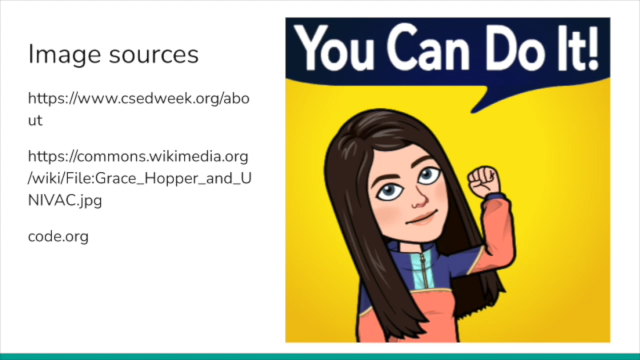 Image sources
https://www.csedweek.org/abo
ut
https://commons.wikimedia.org
/wiki/File:Grace_Hopper_and_U
NIVAC.jpg
code.org
You Can Do It!